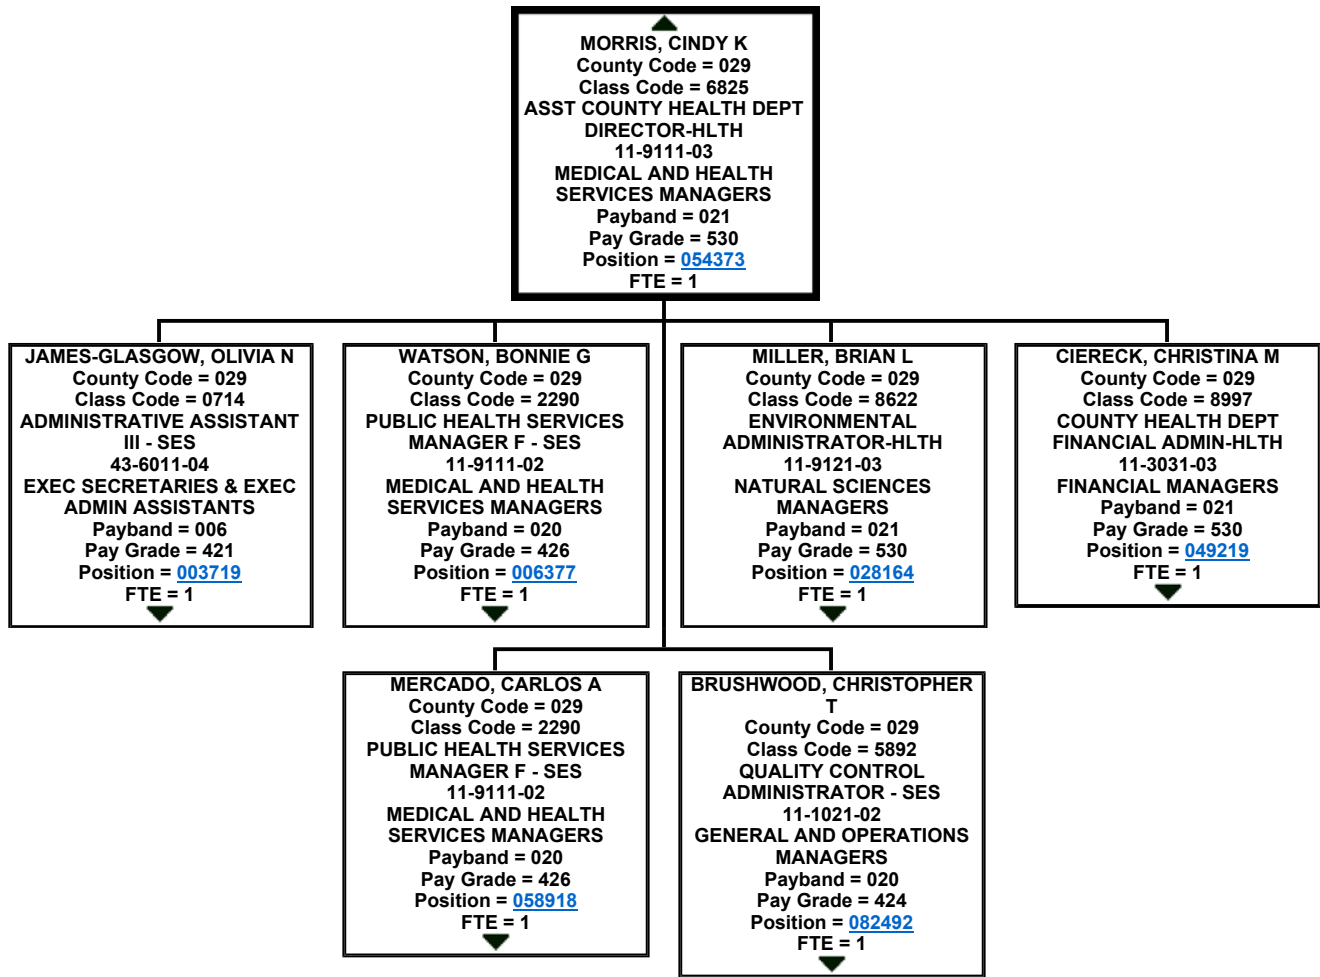 MORRIS, CINDY K
County Code = 029
Class Code = 6825
ASST COUNTY HEALTH DEPT
DIRECTOR-HLTH
11-9111-03
MEDICAL AND HEALTH
SERVICES MANAGERS
Payband = 021
Pay Grade = 530
Position = 054373
FTE = 1
JAMES-GLASGOW, OLIVIA N
County Code = 029
Class Code = 0714
ADMINISTRATIVE ASSISTANT
III - SES
43-6011-04
EXEC SECRETARIES & EXEC
ADMIN ASSISTANTS
Payband = 006
Pay Grade = 421
Position = 003719
FTE = 1
WATSON, BONNIE G
County Code = 029
Class Code = 2290
PUBLIC HEALTH SERVICES
MANAGER F - SES
11-9111-02
MEDICAL AND HEALTH
SERVICES MANAGERS
Payband = 020
Pay Grade = 426
Position = 006377
FTE = 1
MILLER, BRIAN L
County Code = 029
Class Code = 8622
ENVIRONMENTAL
ADMINISTRATOR-HLTH
11-9121-03
NATURAL SCIENCES
MANAGERS
Payband = 021
Pay Grade = 530
Position = 028164
FTE = 1
CIERECK, CHRISTINA M
County Code = 029
Class Code = 8997
COUNTY HEALTH DEPT
FINANCIAL ADMIN-HLTH
11-3031-03
FINANCIAL MANAGERS
Payband = 021
Pay Grade = 530
Position = 049219
FTE = 1
MERCADO, CARLOS A
County Code = 029
Class Code = 2290
PUBLIC HEALTH SERVICES
MANAGER F - SES
11-9111-02
MEDICAL AND HEALTH
SERVICES MANAGERS
Payband = 020
Pay Grade = 426
Position = 058918
FTE = 1
BRUSHWOOD, CHRISTOPHER
T
County Code = 029
Class Code = 5892
QUALITY CONTROL
ADMINISTRATOR - SES
11-1021-02
GENERAL AND OPERATIONS
MANAGERS
Payband = 020
Pay Grade = 424
Position = 082492
FTE = 1